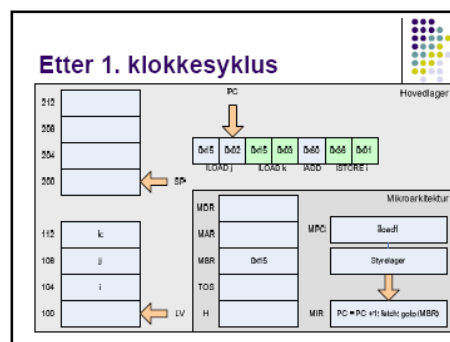 Etter 1. klokkesyklus
PC
Hovedlager
212
208
204
200
SP
0x15 0x02 0x15 0x03 0x60 0x36 0x01
ILOAD j ILOAD k IADD ISTORE i
Mikroarkitektur
112 k
108 j
104 i
100
LV
MDR
MAR
MBR 0x15
TOS
H
MPC iload1
Styrelager
MIR PC = PC +1; fetch; goto (MBR)